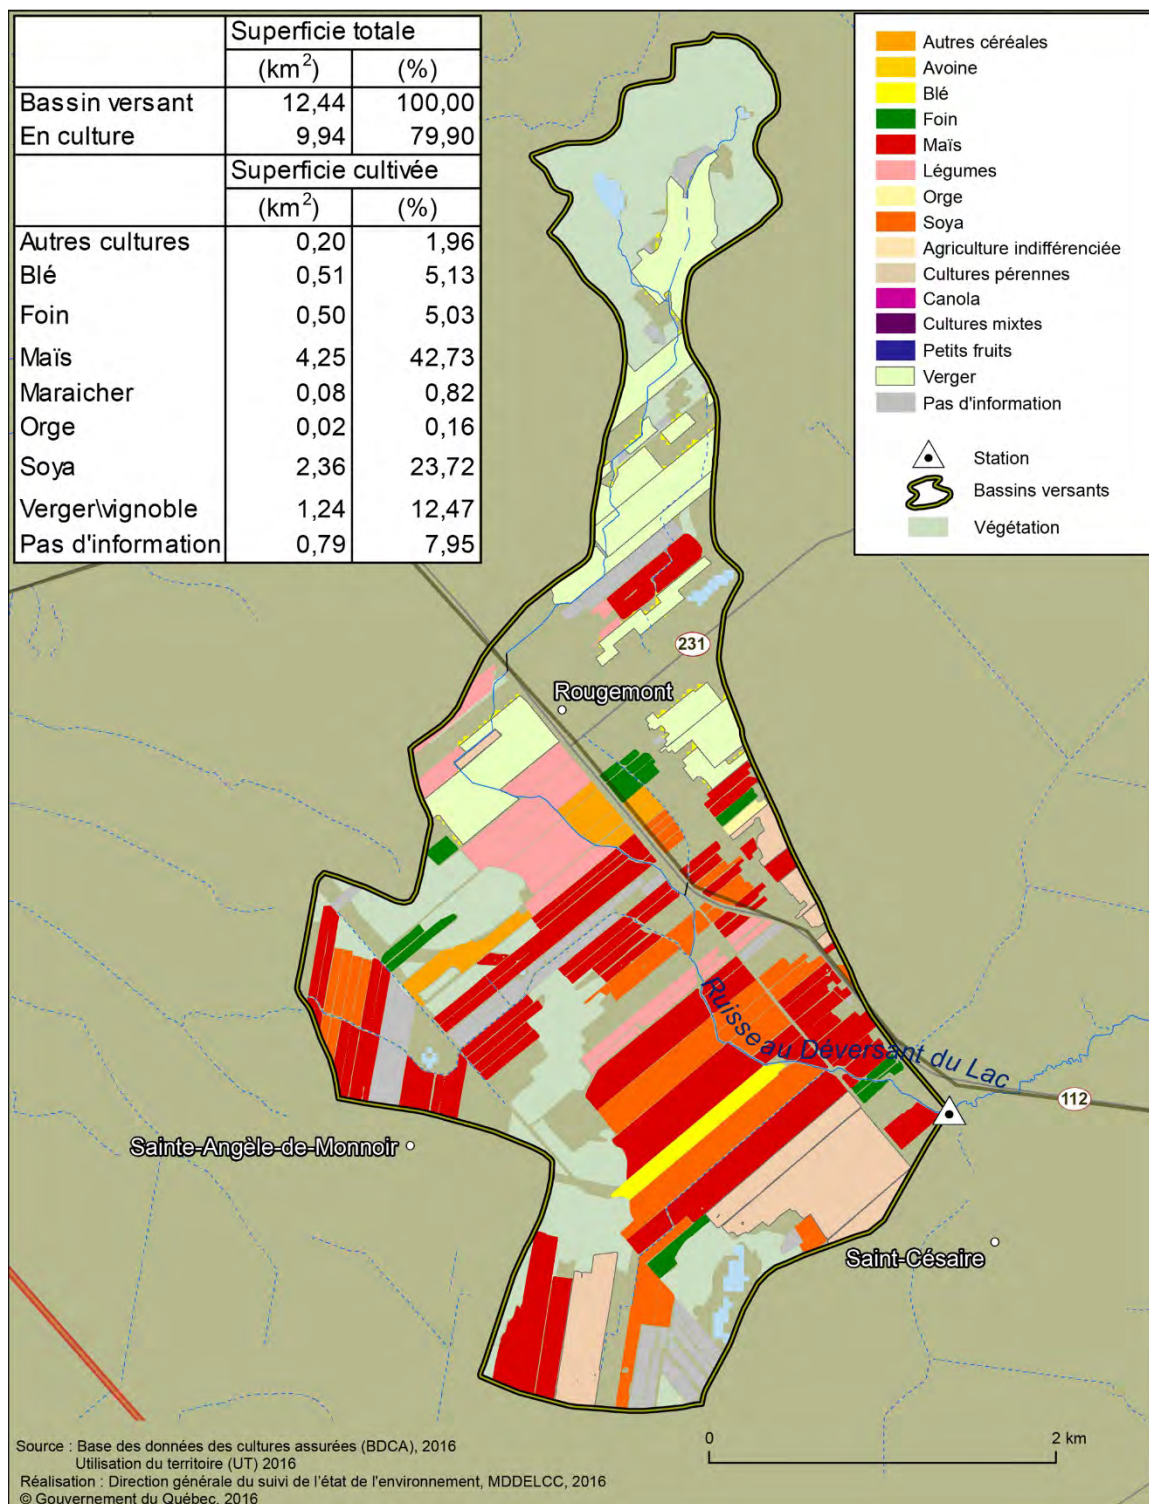 Superficie totale
(km²) (%)
Bassin versant 12,44 100,00
En culture 9,94 79,90
Superficie cultivée
(km²) (%)
Autres cultures 0,20 1,96
Blé 0,51 5,13
Foin 0,50 5,03
Maïs 4,25 42,73
Maraicher 0,08 0,82
Orge 0,02 0,16
Soya 2,36 23,72
Verger\vignoble 1,24 12,47
Pas d'information 0,79 7,95
Autres céréales
Avoine
Blé
Foin
Maïs
Légumes
Orge
Soya
Agriculture indifférenciée
Cultures pérennes
Canola
Cultures mixtes
Petits fruits
Verger
Pas d'information
Station
Bassins versants
Végétation
231
Rougemont
Ruisseau Déversant du Lac
112
Sainte-Angèle-de-Monnoir
Saint-Césaire
0 2 km
Source : Base des données des cultures assurées (BDCA), 2016
Utilisation du territoire (UT) 2016
Réalisation : Direction générale du suivi de l'état de l'environnement, MDDELCC, 2016
© Gouvernement du Québec, 2016